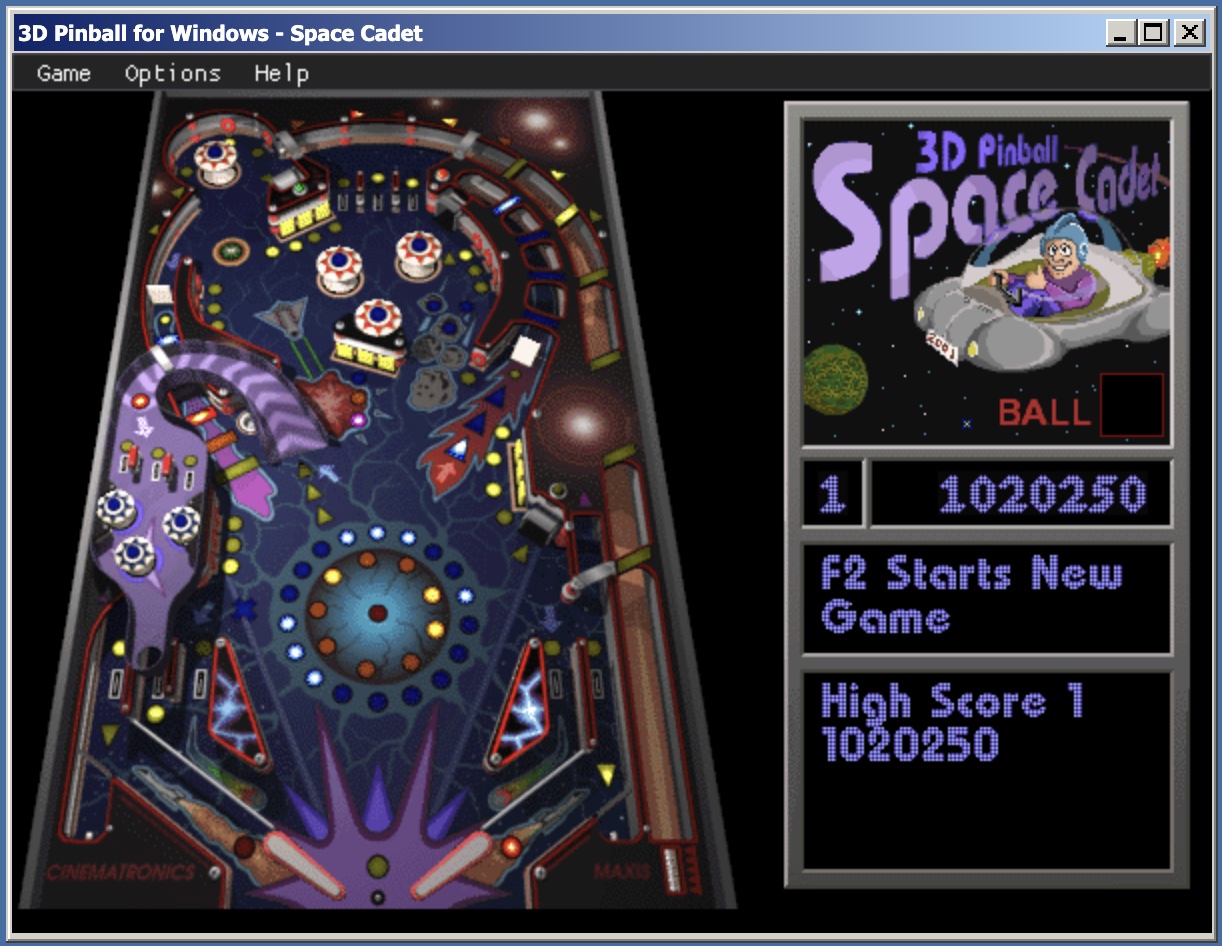 3D Pinball for Windows - Space Cadet
Game Options Help
3D Pinball
Space Cadet
2001
BALL
1 1020250
F2 Starts New
Game
High Score 1
1020250
CINEMATRONICS
MAXIS